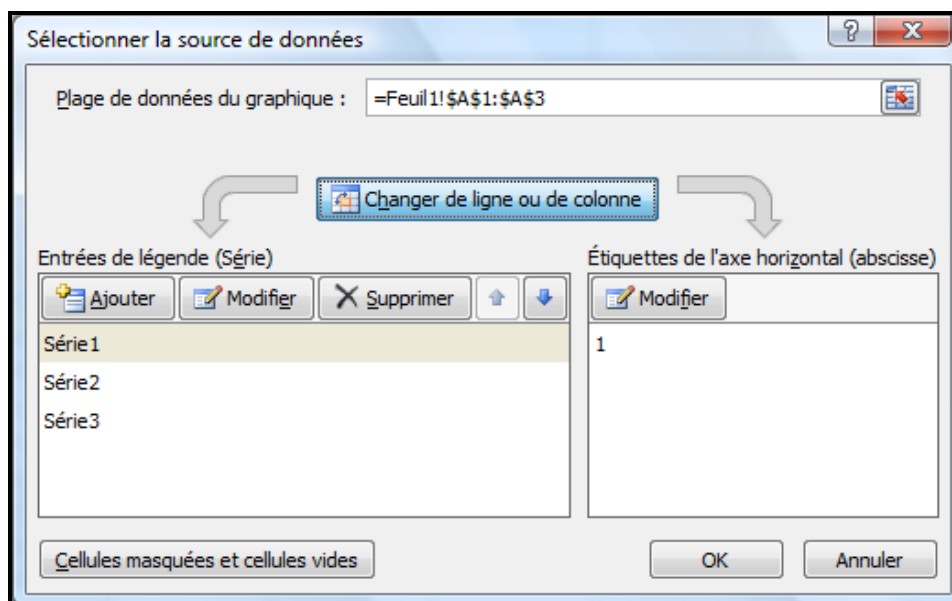 Sélectionner la source de données
?
X
Plage de données du graphique :
=Feuil1!$A$1:$A$3
Changer de ligne ou de colonne
Entrées de légende (Série)
Ajouter
Modifier
Supprimer
Série1
Série2
Série3
Étiquettes de l'axe horizontal (abscisse)
Modifier
1
Cellules masquées et cellules vides
OK
Annuler